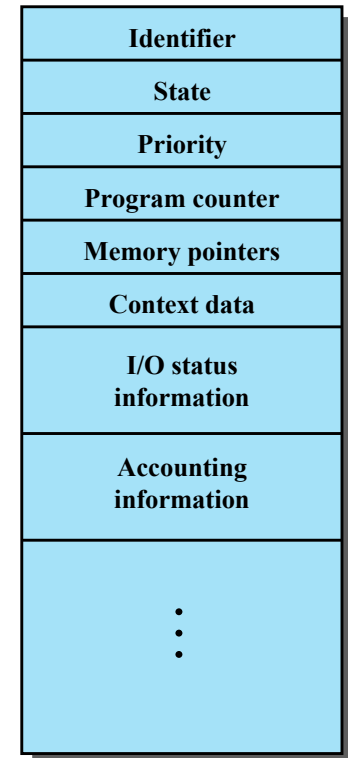 Identifier
State
Priority
Program counter
Memory pointers
Context data
I/O status
information
Accounting
information